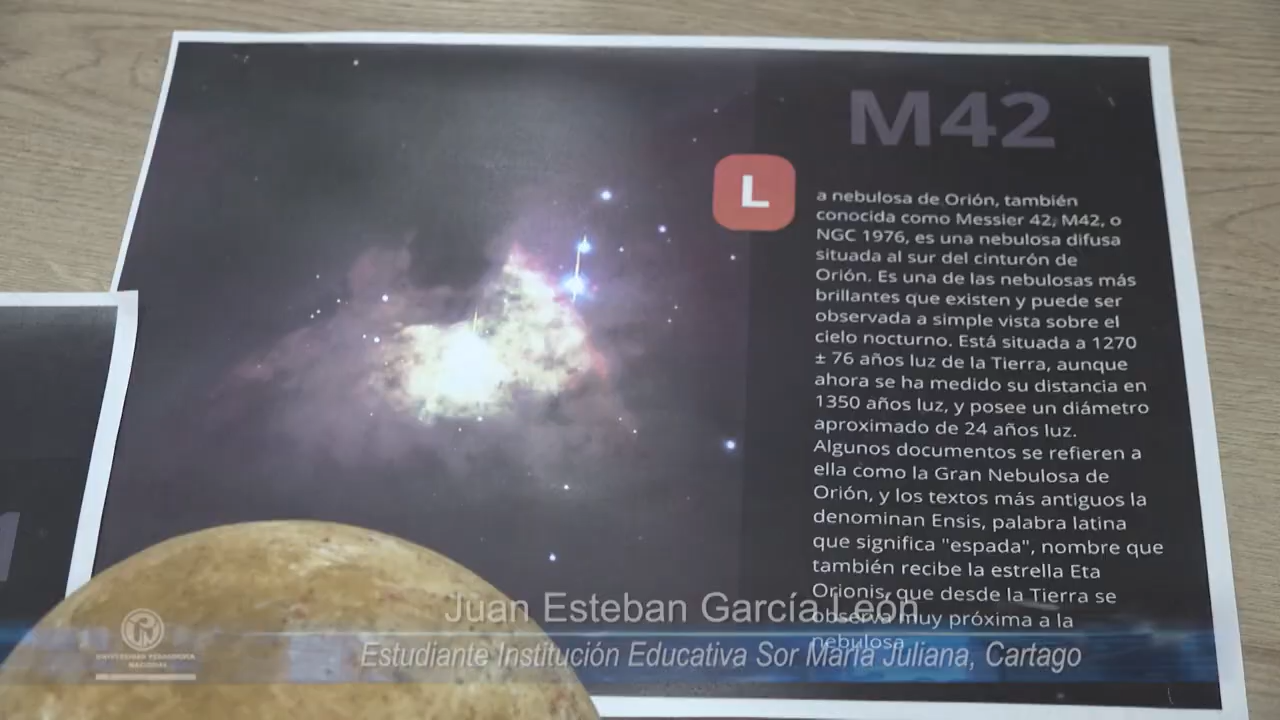 M42
L
a nebulosa de Orión, también
conocida como Messier 42, M42, o
NGC 1976, es una nebulosa difusa
situada al sur del cinturón de
Orión. Es una de las nebulosas más
brillantes que existen y puede ser
observada a simple vista sobre el
cielo nocturno. Está situada a 1270
± 76 años luz de la Tierra, aunque
ahora se ha medido su distancia en
1350 años luz, y posee un diámetro
aproximado de 24 años luz.
Algunos documentos se refieren a
ella como la Gran Nebulosa de
Orión, y los textos más antiguos la
denominan Ensis, palabra latina
que significa "espada", nombre que
también recibe la estrella Eta
Orionis, que desde la Tierra se
observa muy próxima a la
nebulosa
Juan Esteban García León
Estudiante Institución Educativa Sor María Juliana, Cartago
UNIVERSIDAD PEDAGOGICA
NACIONAL